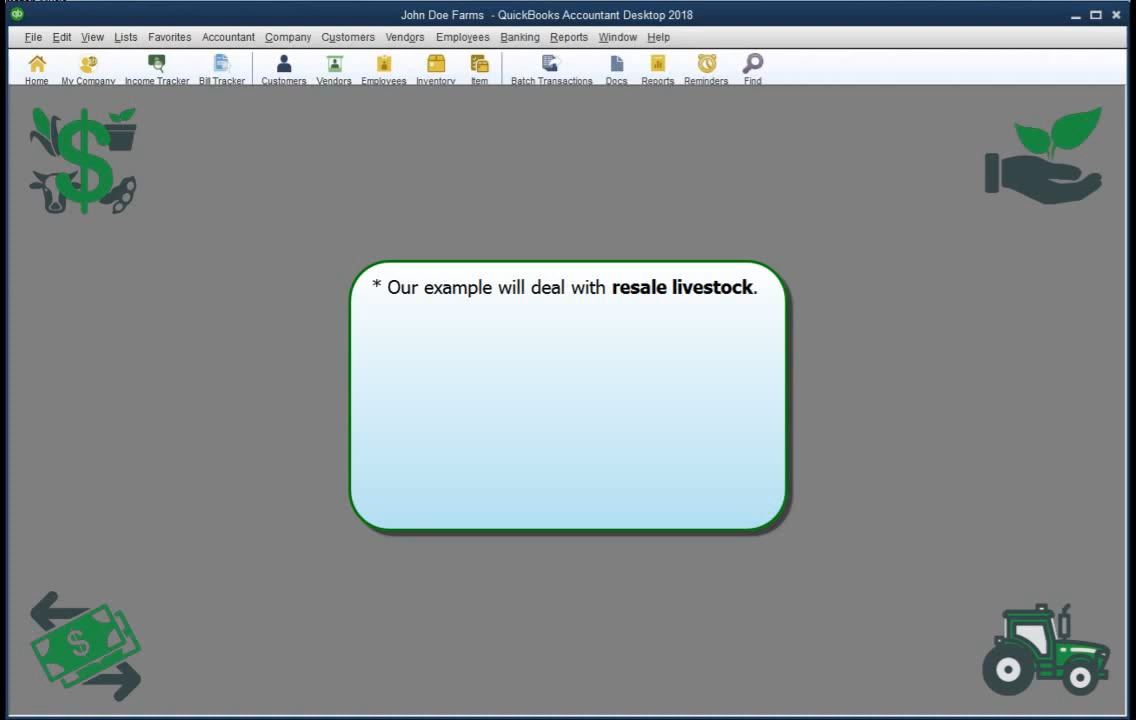 John Doe Farms - QuickBooks Accountant Desktop 2018
File Edit View Lists Favorites Accountant Company Customers Vendors Employees Banking Reports Window Help
Home My Company Income Tracker Bill Tracker Customers Vendors Employees Inventory Item Batch Transactions Docs Reports Reminders Find
$
* Our example will deal with resale livestock.
$